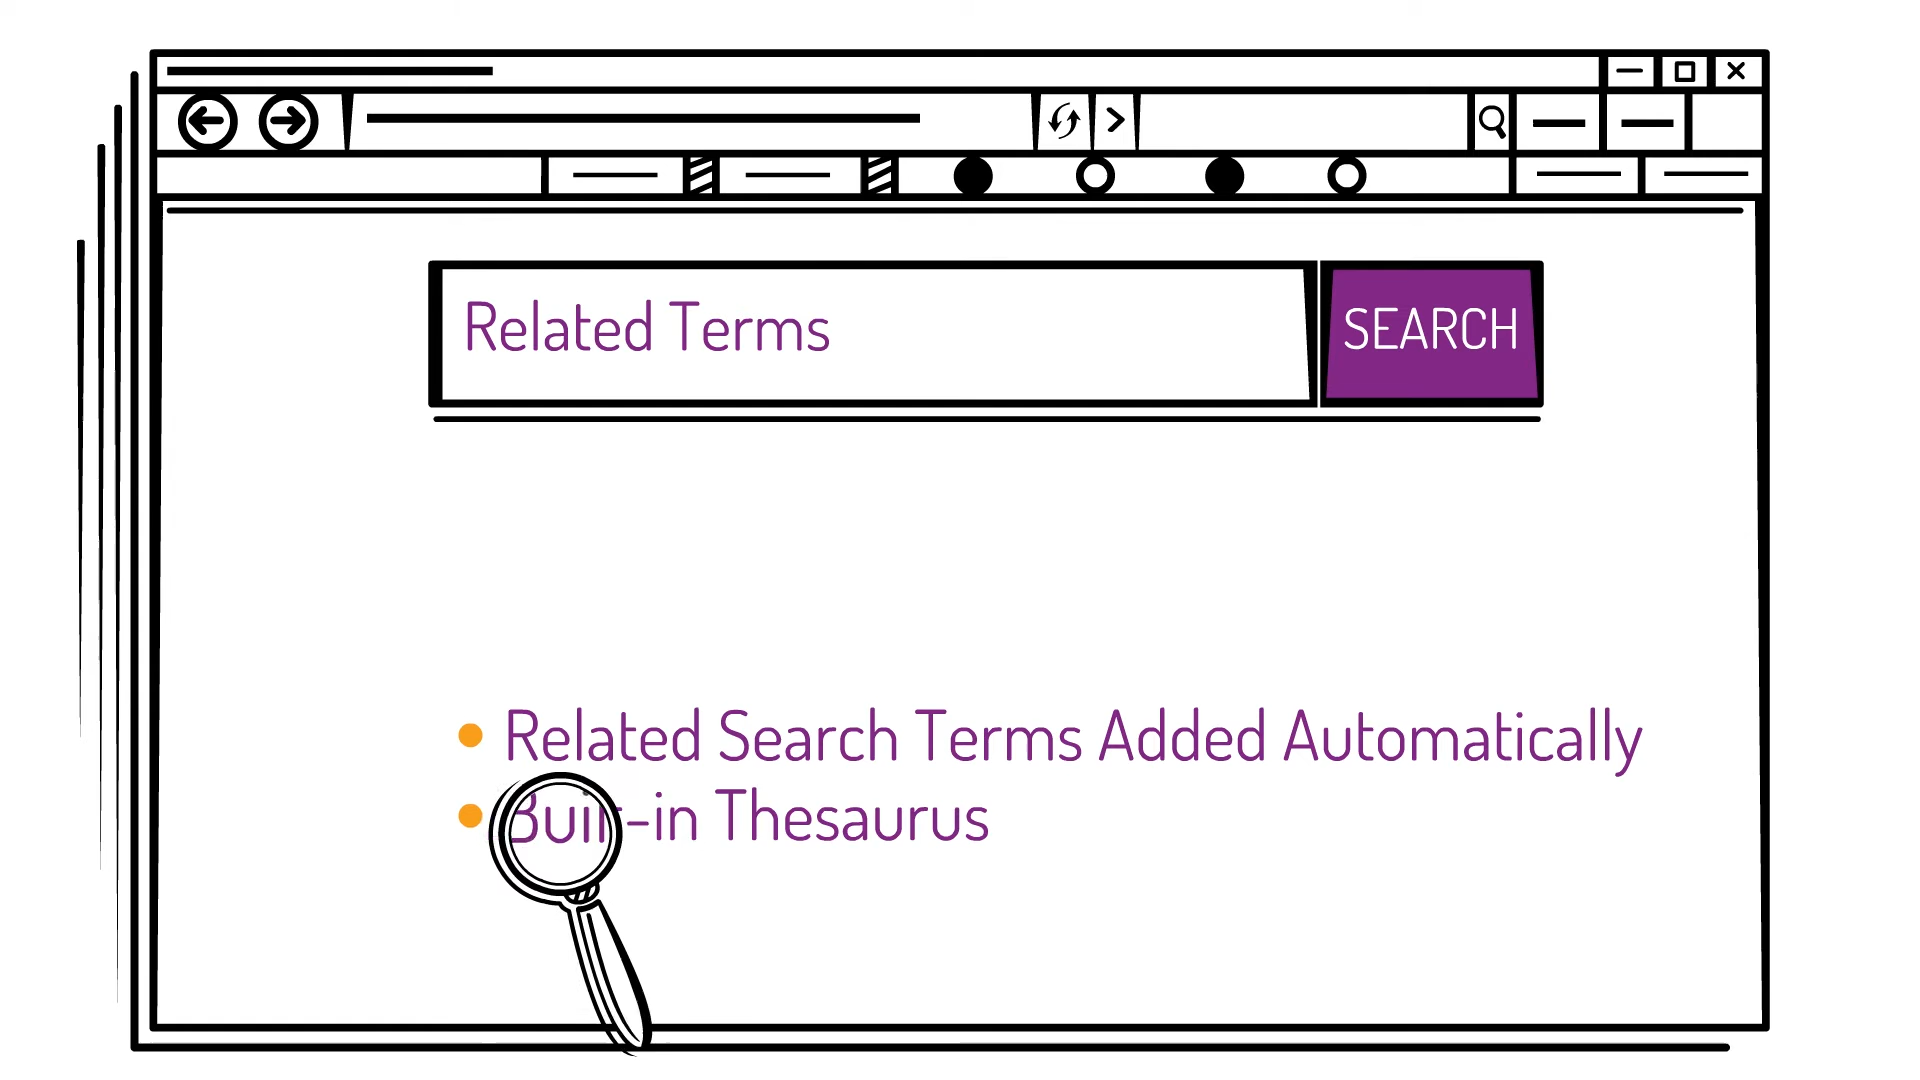 Related Terms
SEARCH
• Related Search Terms Added Automatically
• Built-in Thesaurus